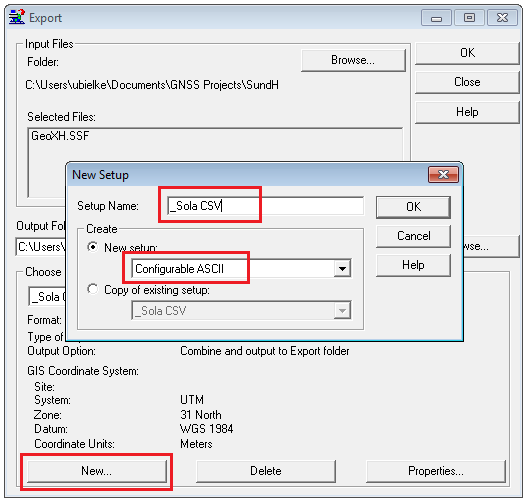 Export
Input Files
Folder:
Browse...
OK
C:\Users\ubielke\Documents\GNSS Projects\SundH
Close
Selected Files:
Help
GeoXH.SSF
New Setup
Setup Name:
_Sola CSV
OK
Create
New setup:
Cancel
Configurable ASCII
Help
Copy of existing setup:
_Sola CSV
Output
C:\Users\
Choose
_Sola
Format:
Type of
Output Option:
Combine and output to Export folder
GIS Coordinate System:
Site:
System:
UTM
Zone:
31 North
Datum:
WGS 1984
Coordinate Units:
Meters
New...
Delete
Properties...